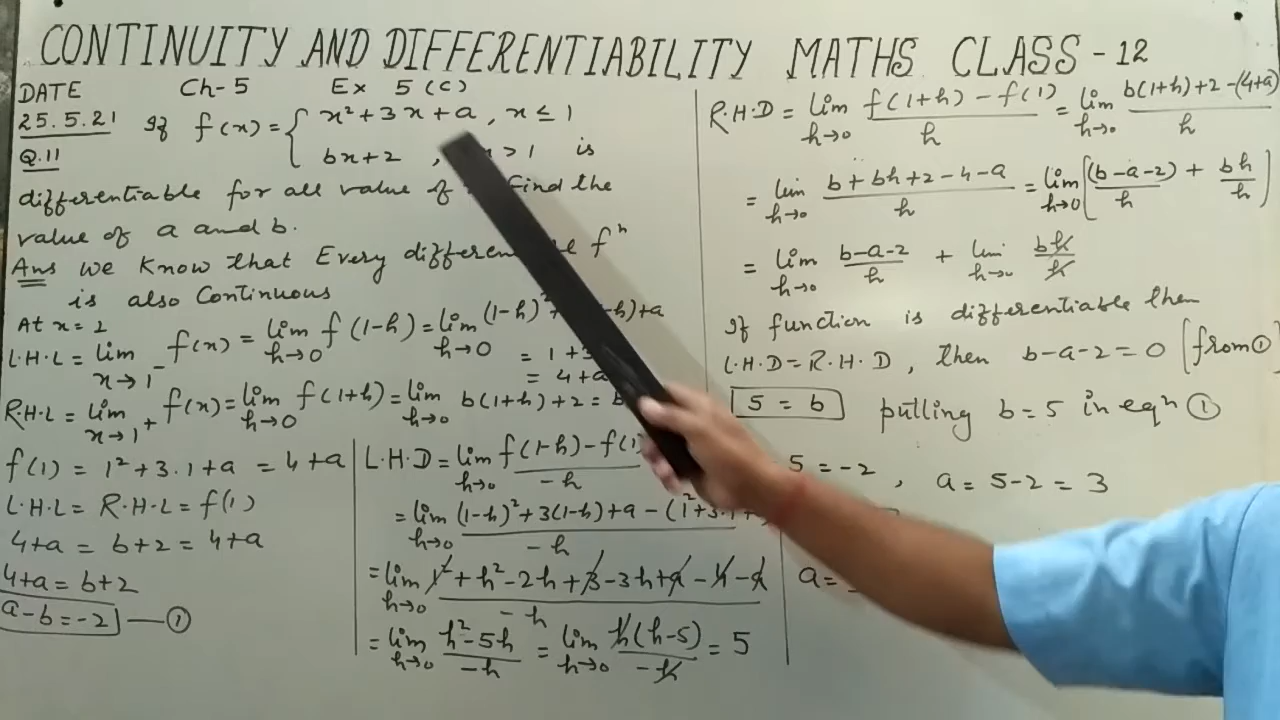 CONTINUITY AND DIFFERENTIABILITY MATHS CLASS - 12
DATE Ch-5 Ex 5(c)
25.5.21 If f(x) = { x² + 3x + a, x ≤ 1
Q.11 bx + 2 , x > 1 is
differentiable for all value of find the
value of a and b.
Ans we know that Every fⁿ
is also Continuous
At x = 2
L.H.L = lim x→1⁻ f(x) = lim h→0 f(1-h) = lim h→0 (1-h)² -h)+a
= 1 + 3
= 4 + a
R.H.L = lim x→1⁺ f(x) = lim h→0 f(1+h) = lim h→0 b(1+h)+2 = b
f(1) = 1² + 3.1 + a = 4+a
L.H.L = R.H.L = f(1)
4+a = b+2 = 4+a
4+a = b+2
a-b = -2 — ①
L.H.D = lim h→0 f(1-h) - f(1) / -h
= lim h→0 (1-h)² + 3(1-h) + a - (1²+3.1+ / -h
= lim h→0 1² + h² - 2h + 3 - 3h + a - 4 - a / -h
= lim h→0 h² - 5h / -h = lim h→0 h(h-5) / -h = 5
R.H.D = lim h→0 f(1+h) - f(1) / h = lim h→0 b(1+h)+2-(4+a) / h
= lim h→0 b + bh + 2 - 4 - a / h = lim h→0 [(b-a-2) / h + bh / h]
= lim h→0 b-a-2 / h + lim h→0 bh / h
If function is differentiable then
L.H.D = R.H.D, then b-a-2 = 0 [from ①
5 = b putting b = 5 in eqn ①
5 = -2 , a = 5-2 = 3
a =